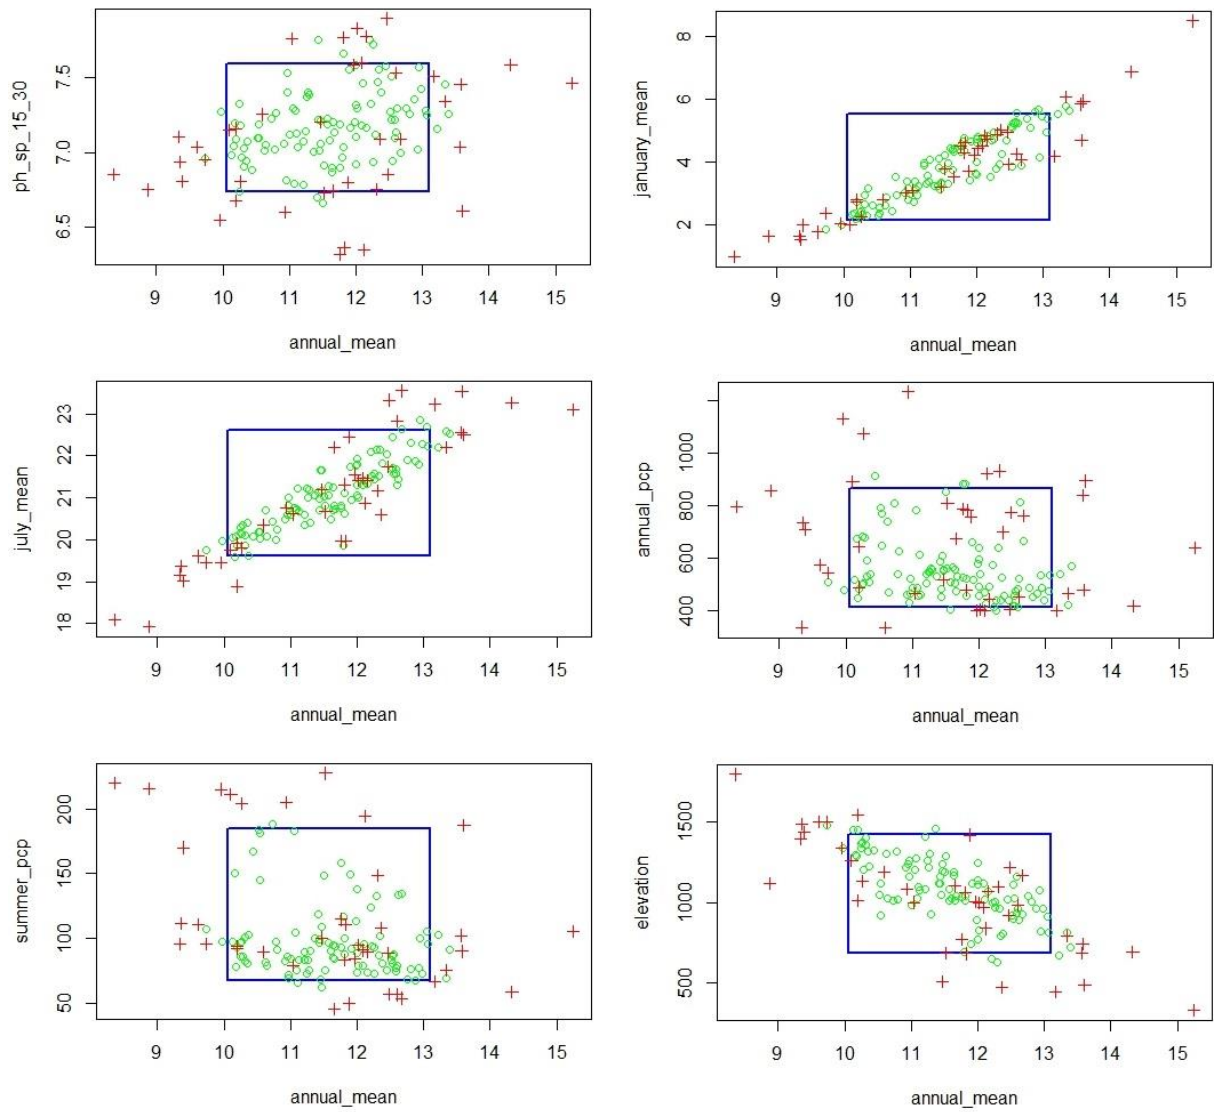 ph_sp_15_30
7.5
7.0
6.5
9 10 11 12 13 14 15
annual_mean
january_mean
8
6
4
2
9 10 11 12 13 14 15
annual_mean
july_mean
23
22
21
20
19
18
9 10 11 12 13 14 15
annual_mean
annual_pcp
1000
800
600
400
9 10 11 12 13 14 15
annual_mean
summer_pcp
200
150
100
50
9 10 11 12 13 14 15
annual_mean
elevation
1500
1000
500
9 10 11 12 13 14 15
annual_mean